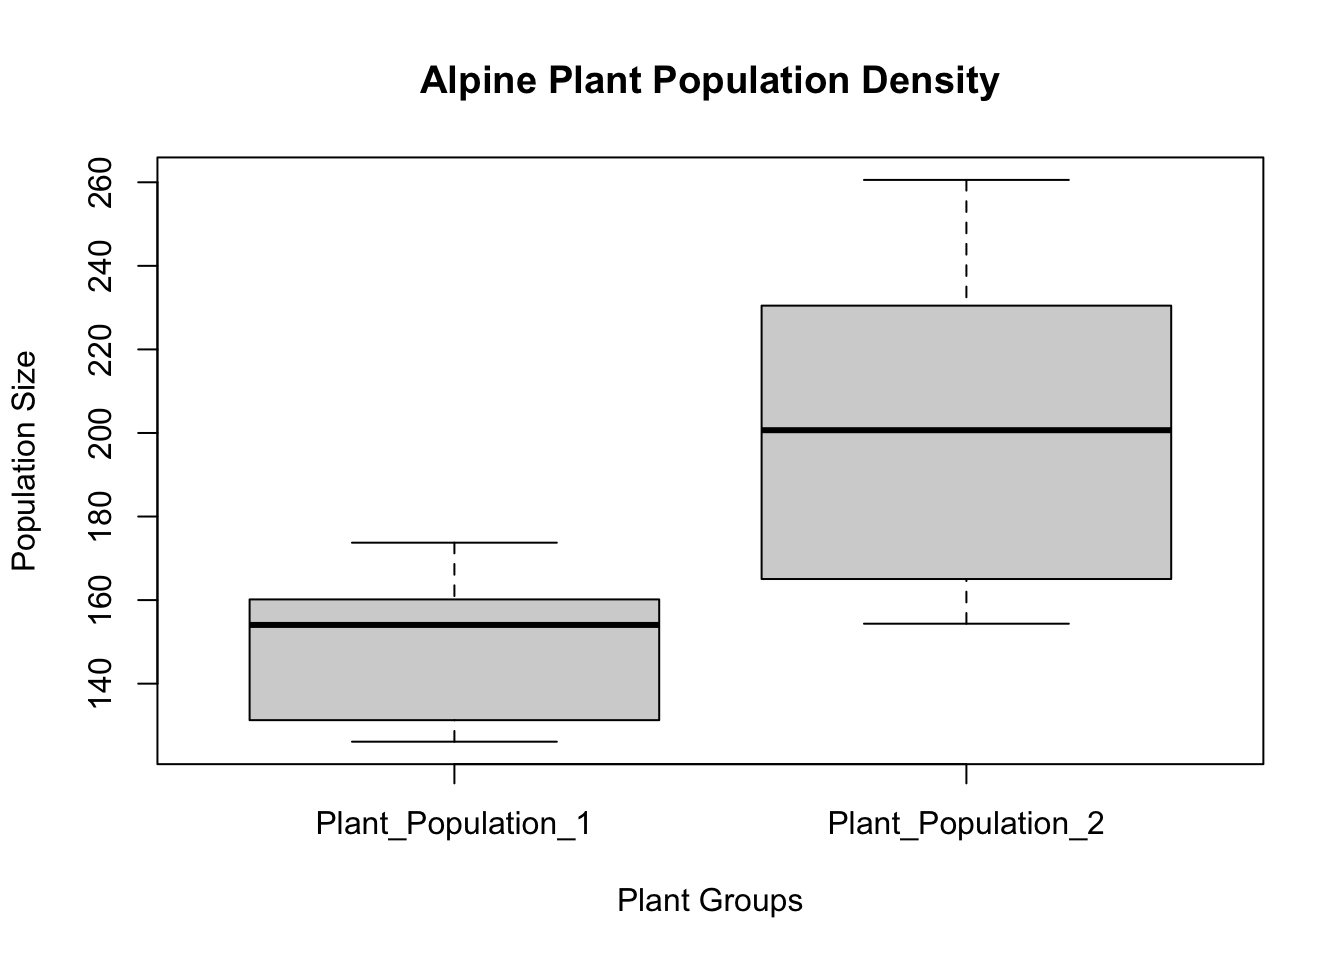 Alpine Plant Population Density
Population Size
260
240
220
200
180
160
140
Plant_Population_1
Plant_Population_2
Plant Groups